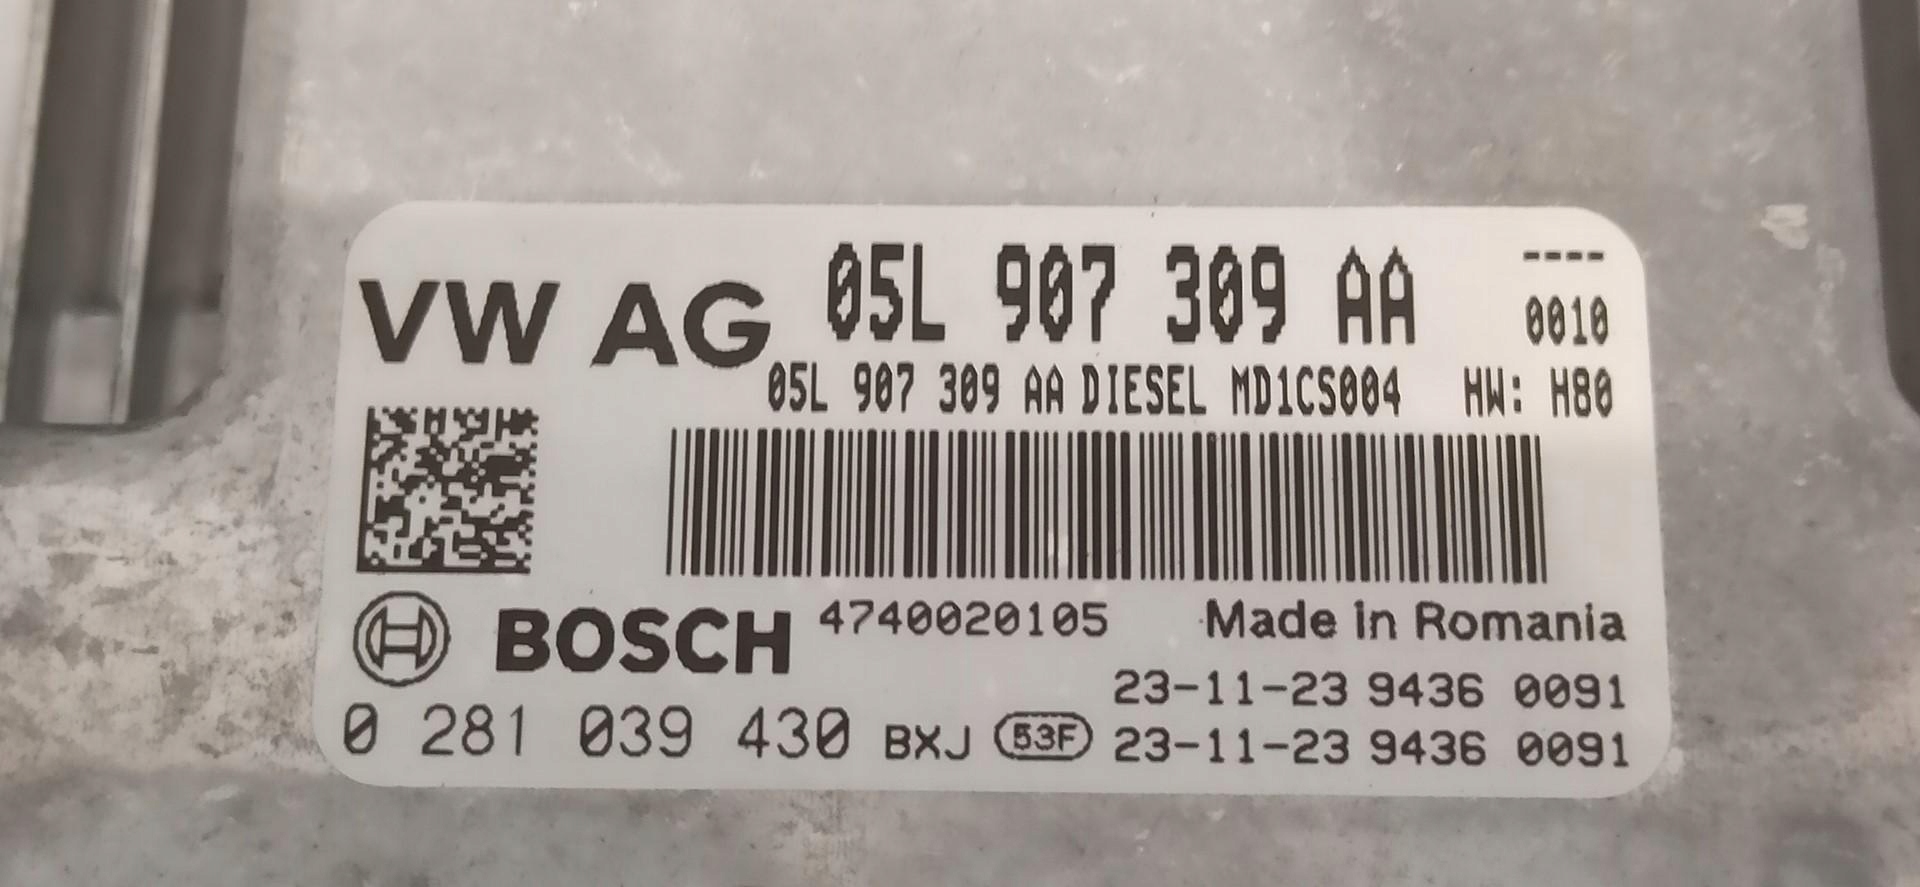 VW AG 05L 907 309 AA ----
0010
05L 907 309 AA DIESEL MD1CS004 HW: H80
BOSCH 4740020105 Made in Romania
23-11-23 9436 0091
0 281 039 430 BXJ 53F 23-11-23 9436 0091